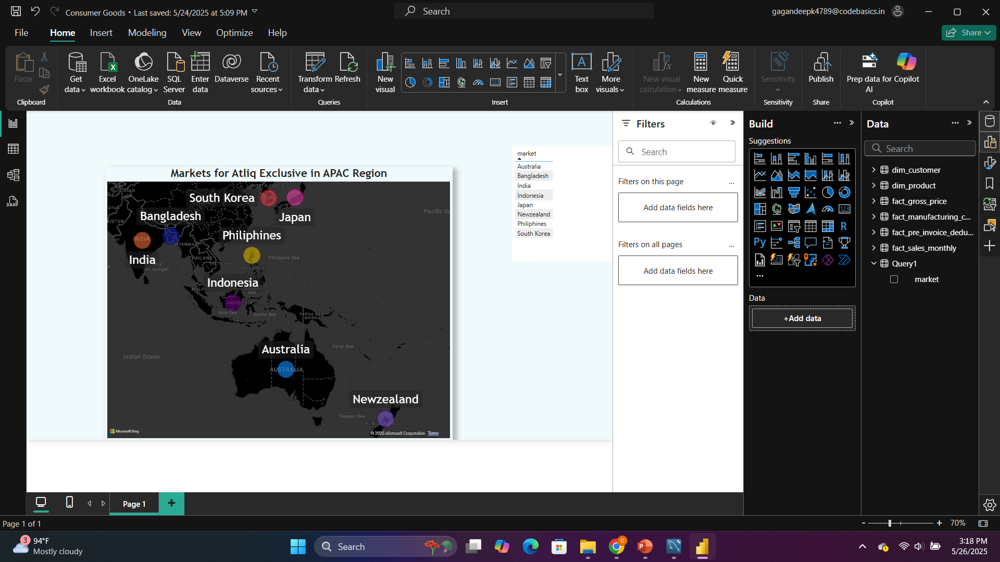 Consumer Goods • Last saved: 5/24/2025 at 5:09 PM
Search
gagandeepk4789@codebasics.in
File
Home
Insert
Modeling
View
Optimize
Help
Share
Paste
Get data
Excel workbook
OneLake catalog
SQL Server
Enter data
Dataverse
Recent sources
Transform data
Refresh
New visual
Text box
More visuals
New visual calculation
New measure
Quick measure
Sensitivity
Publish
Prep data for AI
Copilot
Clipboard
Data
Queries
Insert
Calculations
Sensitivity
Share
Copilot
Markets for Atliq Exclusive in APAC Region
TAJIKISTAN
NORTH KOREA
JAPAN
S KOREA
South Korea
Japan
Bangladesh
Philiphines
India
INDIA
MYANMAR
THAILAND
VIETNAM
Philippine Sea
PHILIPPINES
Indonesia
INDONESIA
Java Sea
Banda Sea
PAPUA NEW
GUINEA
Indian Ocean
Australia
AUSTRALIA
Coral Sea
Newzealand
Tasman Sea
NEW ZEALAND
Microsoft Bing
© 2025 Microsoft Corporation Terms
market
Australia
Bangladesh
India
Indonesia
Japan
Newzealand
Philiphines
South Korea
Filters
Search
Filters on this page
...
Add data fields here
Filters on all pages
...
Add data fields here
Build
Suggestions
R
Py
123
Data
+Add data
Data
Search
dim_customer
dim_product
fact_gross_price
fact_manufacturing_c...
fact_pre_invoice_dedu...
fact_sales_monthly
Query1
market
DAX
Page 1
Page 1 of 1
- + 70%
3
94°F
Mostly cloudy
Search
3:18 PM
5/26/2025